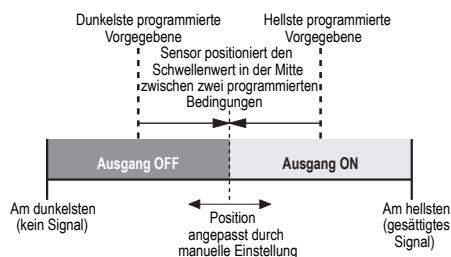 Dunkelste programmierte
Vorgegebene
Hellste programmierte
Vorgegebene
Sensor positioniert den
Schwellenwert in der Mitte
zwischen zwei programmierten
Bedingungen
Ausgang OFF
Ausgang ON
Am dunkelsten
(kein Signal)
Position
angepasst durch
manuelle Einstellung
Am hellsten
(gesättigtes
Signal)